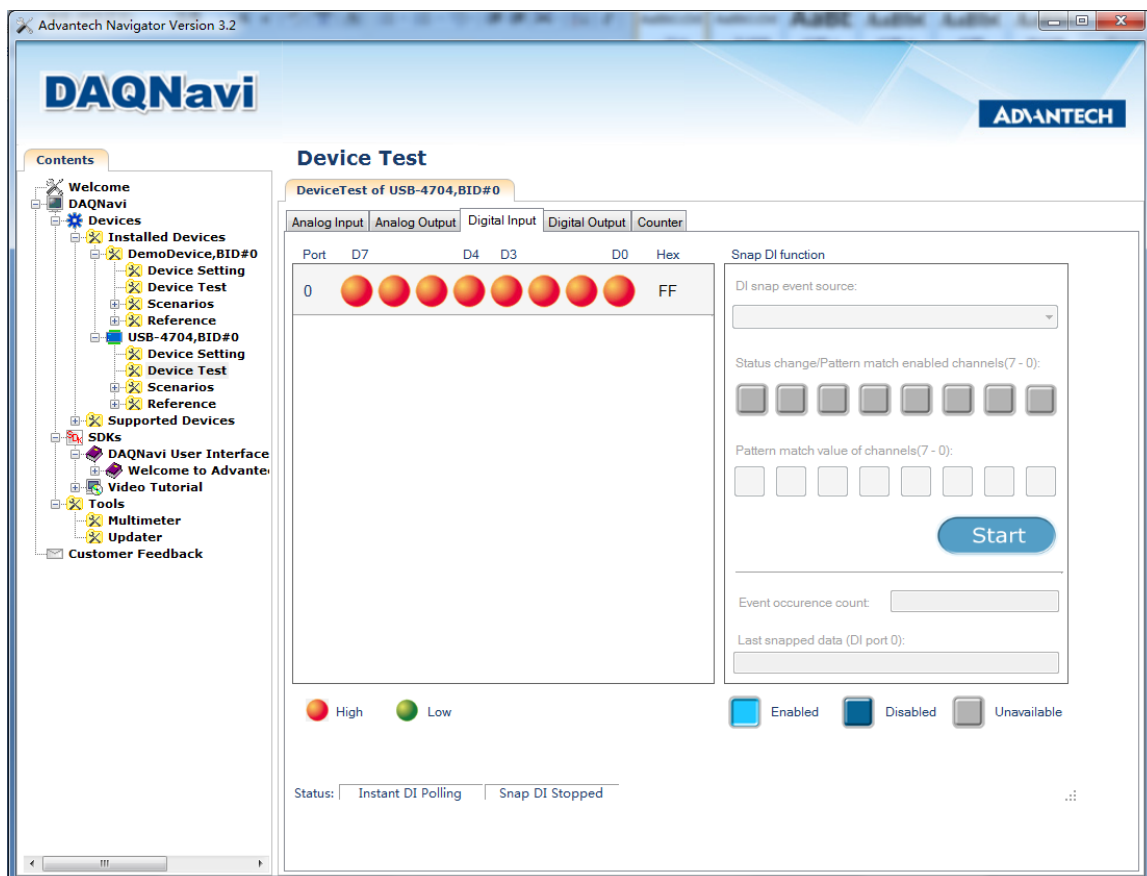 Advantech Navigator Version 3.2
DAQNavi
ADVANTECH
Contents
Welcome
DAQNavi
Devices
Installed Devices
DemoDevice,BID#0
Device Setting
Device Test
Scenarios
Reference
USB-4704,BID#0
Device Setting
Device Test
Scenarios
Reference
Supported Devices
SDKs
DAQNavi User Interface
Welcome to Advante
Video Tutorial
Tools
Multimeter
Updater
Customer Feedback
Device Test
DeviceTest of USB-4704,BID#0
Analog Input Analog Output Digital Input Digital Output Counter
Port D7 D4 D3 D0 Hex
0 FF
High Low
Snap DI function
DI snap event source:
Status change/Pattern match enabled channels(7 - 0):
Pattern match value of channels(7 - 0):
Start
Event occurence count:
Last snapped data (DI port 0):
Enabled Disabled Unavailable
Status: Instant DI Polling Snap DI Stopped